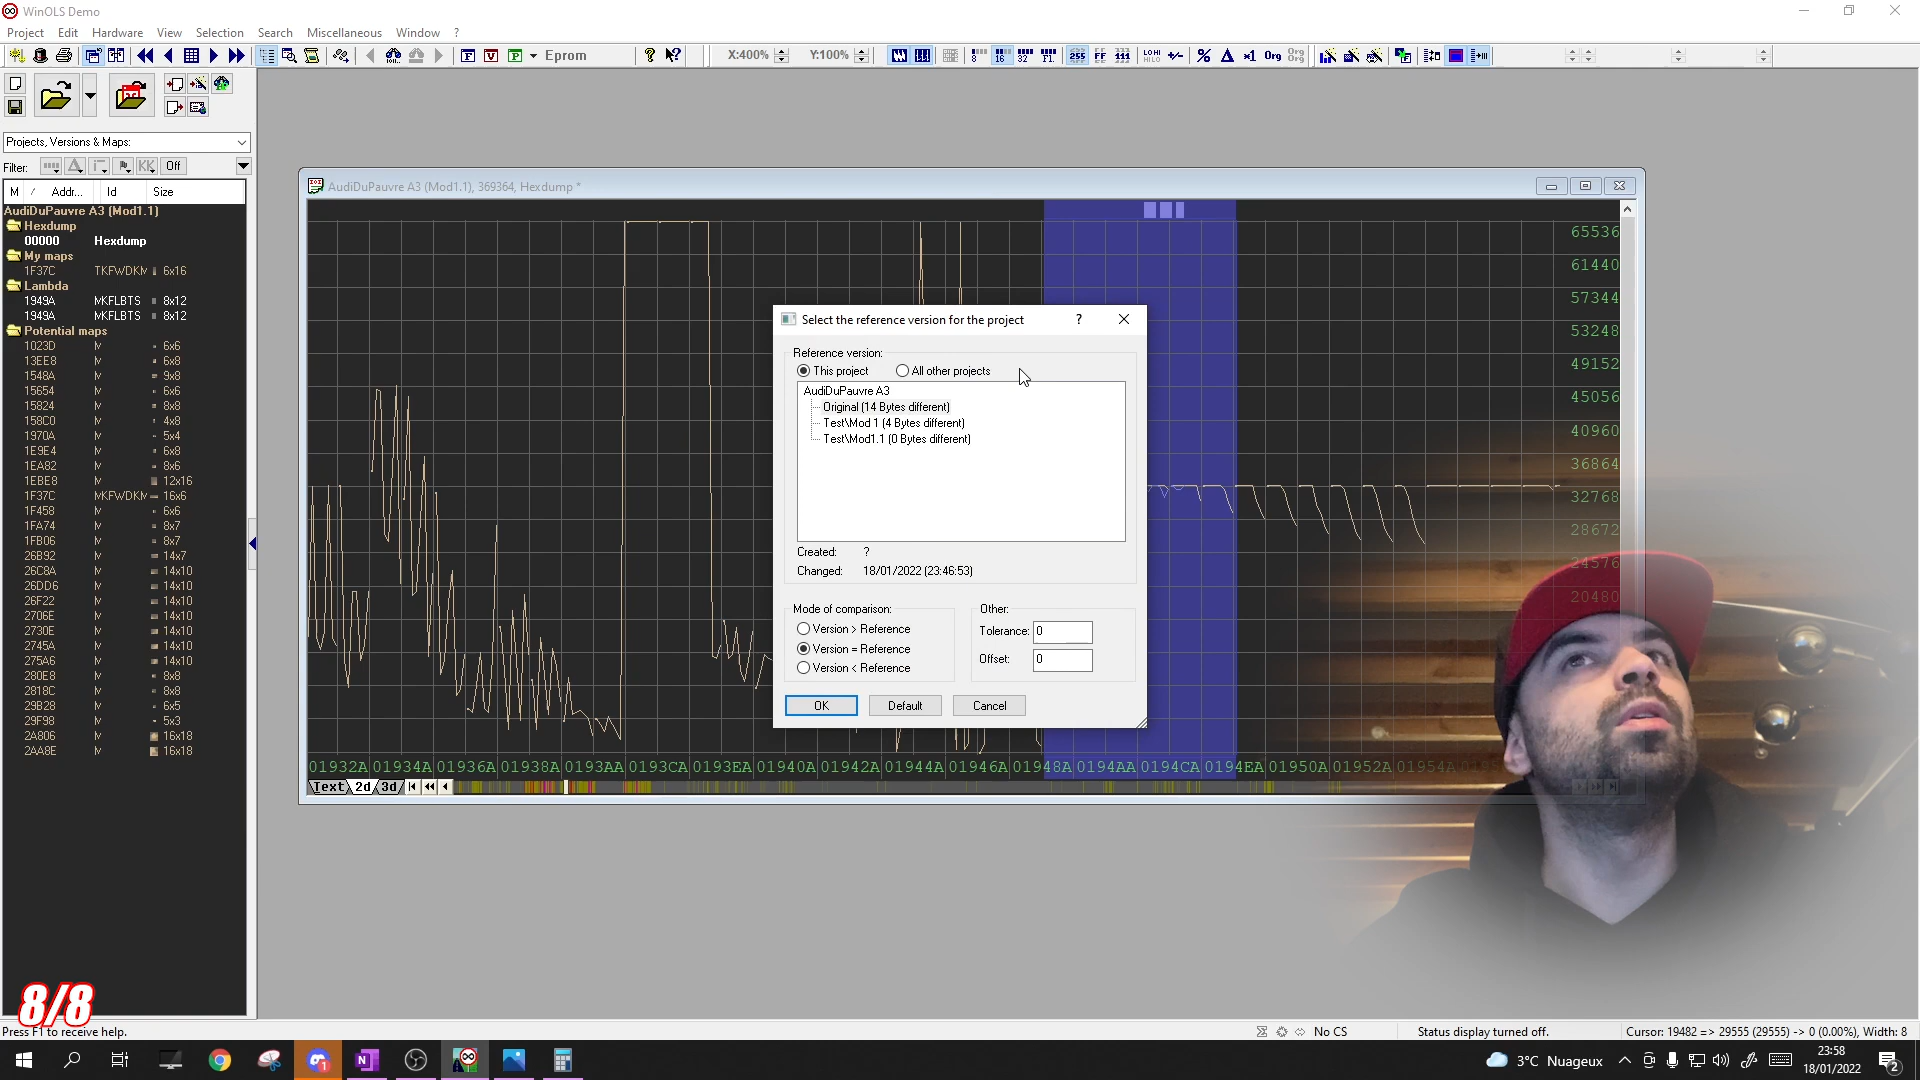 WinOLS Demo
Project Edit Hardware View Selection Search Miscellaneous Window ?
Eprom X:400% Y:100%
Projects, Versions & Maps:
Filter: Off
M / Addr... Id Size
AudiDuPauvre A3 (Mod1.1)
Hexdump
00000 Hexdump
My maps
1F37C TKFWDKM 6x16
Lambda
1949A MKFLBTS 8x12
1949A MKFLBTS 8x12
Potential maps
1023D M 6x6
13EE8 M 6x8
1548A M 9x8
15654 M 6x6
15824 M 8x8
158C0 M 4x8
1970A M 5x4
1E9E4 M 6x8
1EA82 M 8x6
1EBE8 M 12x16
1F37C MKFWDKM 16x6
1F458 M 6x6
1FA74 M 8x7
1FB06 M 8x7
26B92 M 14x7
26C8A M 14x10
26DD6 M 14x10
26F22 M 14x10
2706E M 14x10
2730E M 14x10
2745A M 14x10
275A6 M 14x10
280E8 M 8x8
2818C M 8x8
29B28 M 6x5
29F98 M 5x3
2A806 M 16x18
2AA8E M 16x18
AudiDuPauvre A3 (Mod1.1), 369364, Hexdump *
65536
61440
57344
53248
49152
45056
40960
36864
32768
28672
24576
20480
01932A 01934A 01936A 01938A 0193AA 0193CA 0193EA 01940A 01942A 01944A 01946A 01948A 0194AA 0194CA 0194EA 01950A 01952A 01954A
Text 2d 3d
Select the reference version for the project ?
Reference version:
This project All other projects
AudiDuPauvre A3
Original (14 Bytes different)
Test\Mod 1 (4 Bytes different)
Test\Mod1.1 (0 Bytes different)
Created: ?
Changed: 18/01/2022 (23:46:53)
Mode of comparison: Other:
Version > Reference
Tolerance: 0
Version = Reference
Offset: 0
Version < Reference
OK Default Cancel
8/8
Press F1 to receive help. No CS Status display turned off. Cursor: 19482 => 29555 (29555) -> 0 (0.00%), Width: 8
3°C Nuageux
23:58
18/01/2022
2